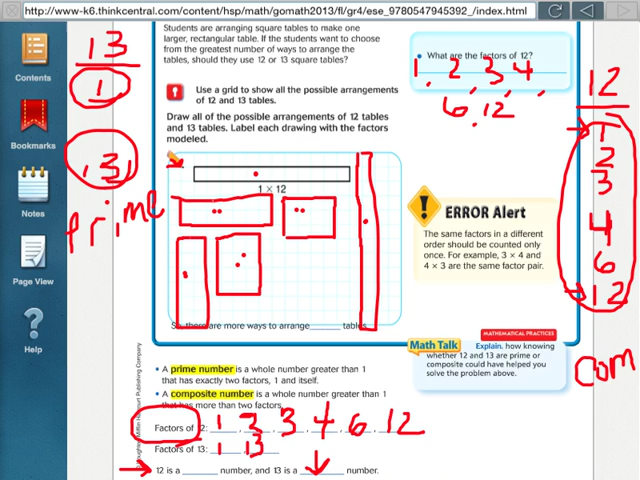 http://www-k6.thinkcentral.com/content/hsp/math/gomath2013/fl/gr4/ese_9780547945392_/index.html
Contents
Bookmarks
Notes
Page View
Help
13
1
131
prime
Students are arranging square tables to make one
larger, rectangular table. If the students want to choose
from the greatest number of ways to arrange the
tables, should they use 12 or 13 square tables?
Use a grid to show all the possible arrangements
of 12 and 13 tables.
Draw all of the possible arrangements of 12 tables
and 13 tables. Label each drawing with the factors
modeled.
1 × 12
So, there are more ways to arrange ______ tables.
• What are the factors of 12?
1, 2, 3, 4,
6, 12
12
1
2
3
4
6
12
com
ERROR Alert
The same factors in a different
order should be counted only
once. For example, 3 × 4 and
4 × 3 are the same factor pair.
Math Talk
MATHEMATICAL PRACTICES
Explain how knowing
whether 12 and 13 are prime or
composite could have helped you
solve the problem above.
• A prime number is a whole number greater than 1
that has exactly two factors, 1 and itself.
• A composite number is a whole number greater than 1
that has more than two factors.
Factors of 12: 1, 2, 3, 4, 6, 12
Factors of 13: 1, 13
12 is a ______ number, and 13 is a ______ number.
Houghton Mifflin Harcourt Publishing Company